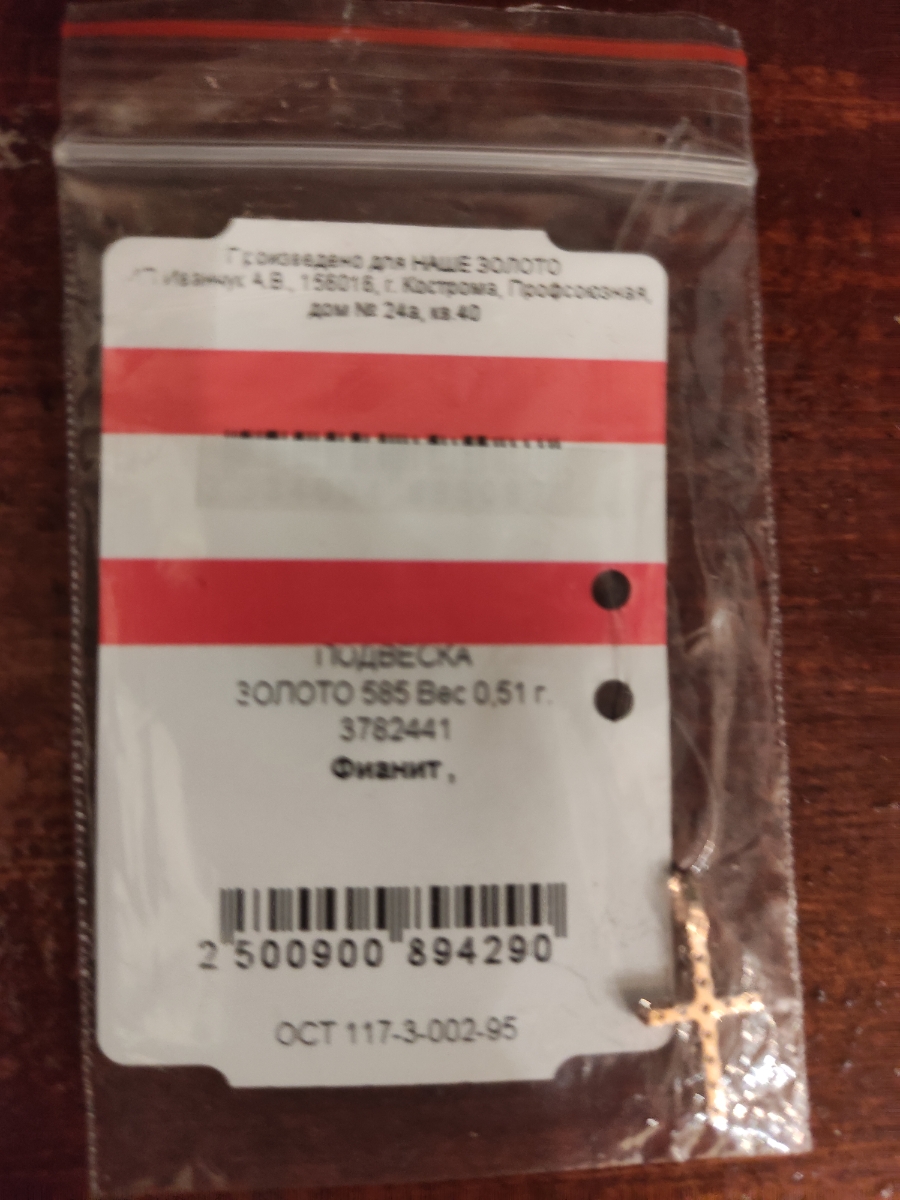 Произведено для НАШЕ ЗОЛОТО
ИП Иванчук А.В., 156016, г. Кострома, Профсоюзная,
дом № 24а, кв.40
ПОДВЕСКА
ЗОЛОТО 585 Вес 0,51 г.
3782441
Фианит ,
2 500900 894290
ОСТ 117-3-002-95